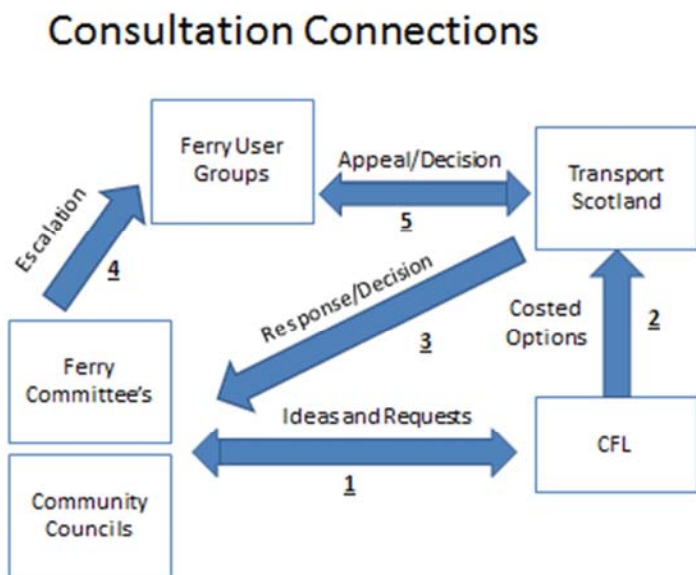 Consultation Connections
Ferry User
Groups
Appeal/Decision
5
Transport
Scotland
Escalation
4
Response/Decision
3
Costed
Options
2
Ferry
Committee's
Ideas and Requests
1
CFL
Community
Councils